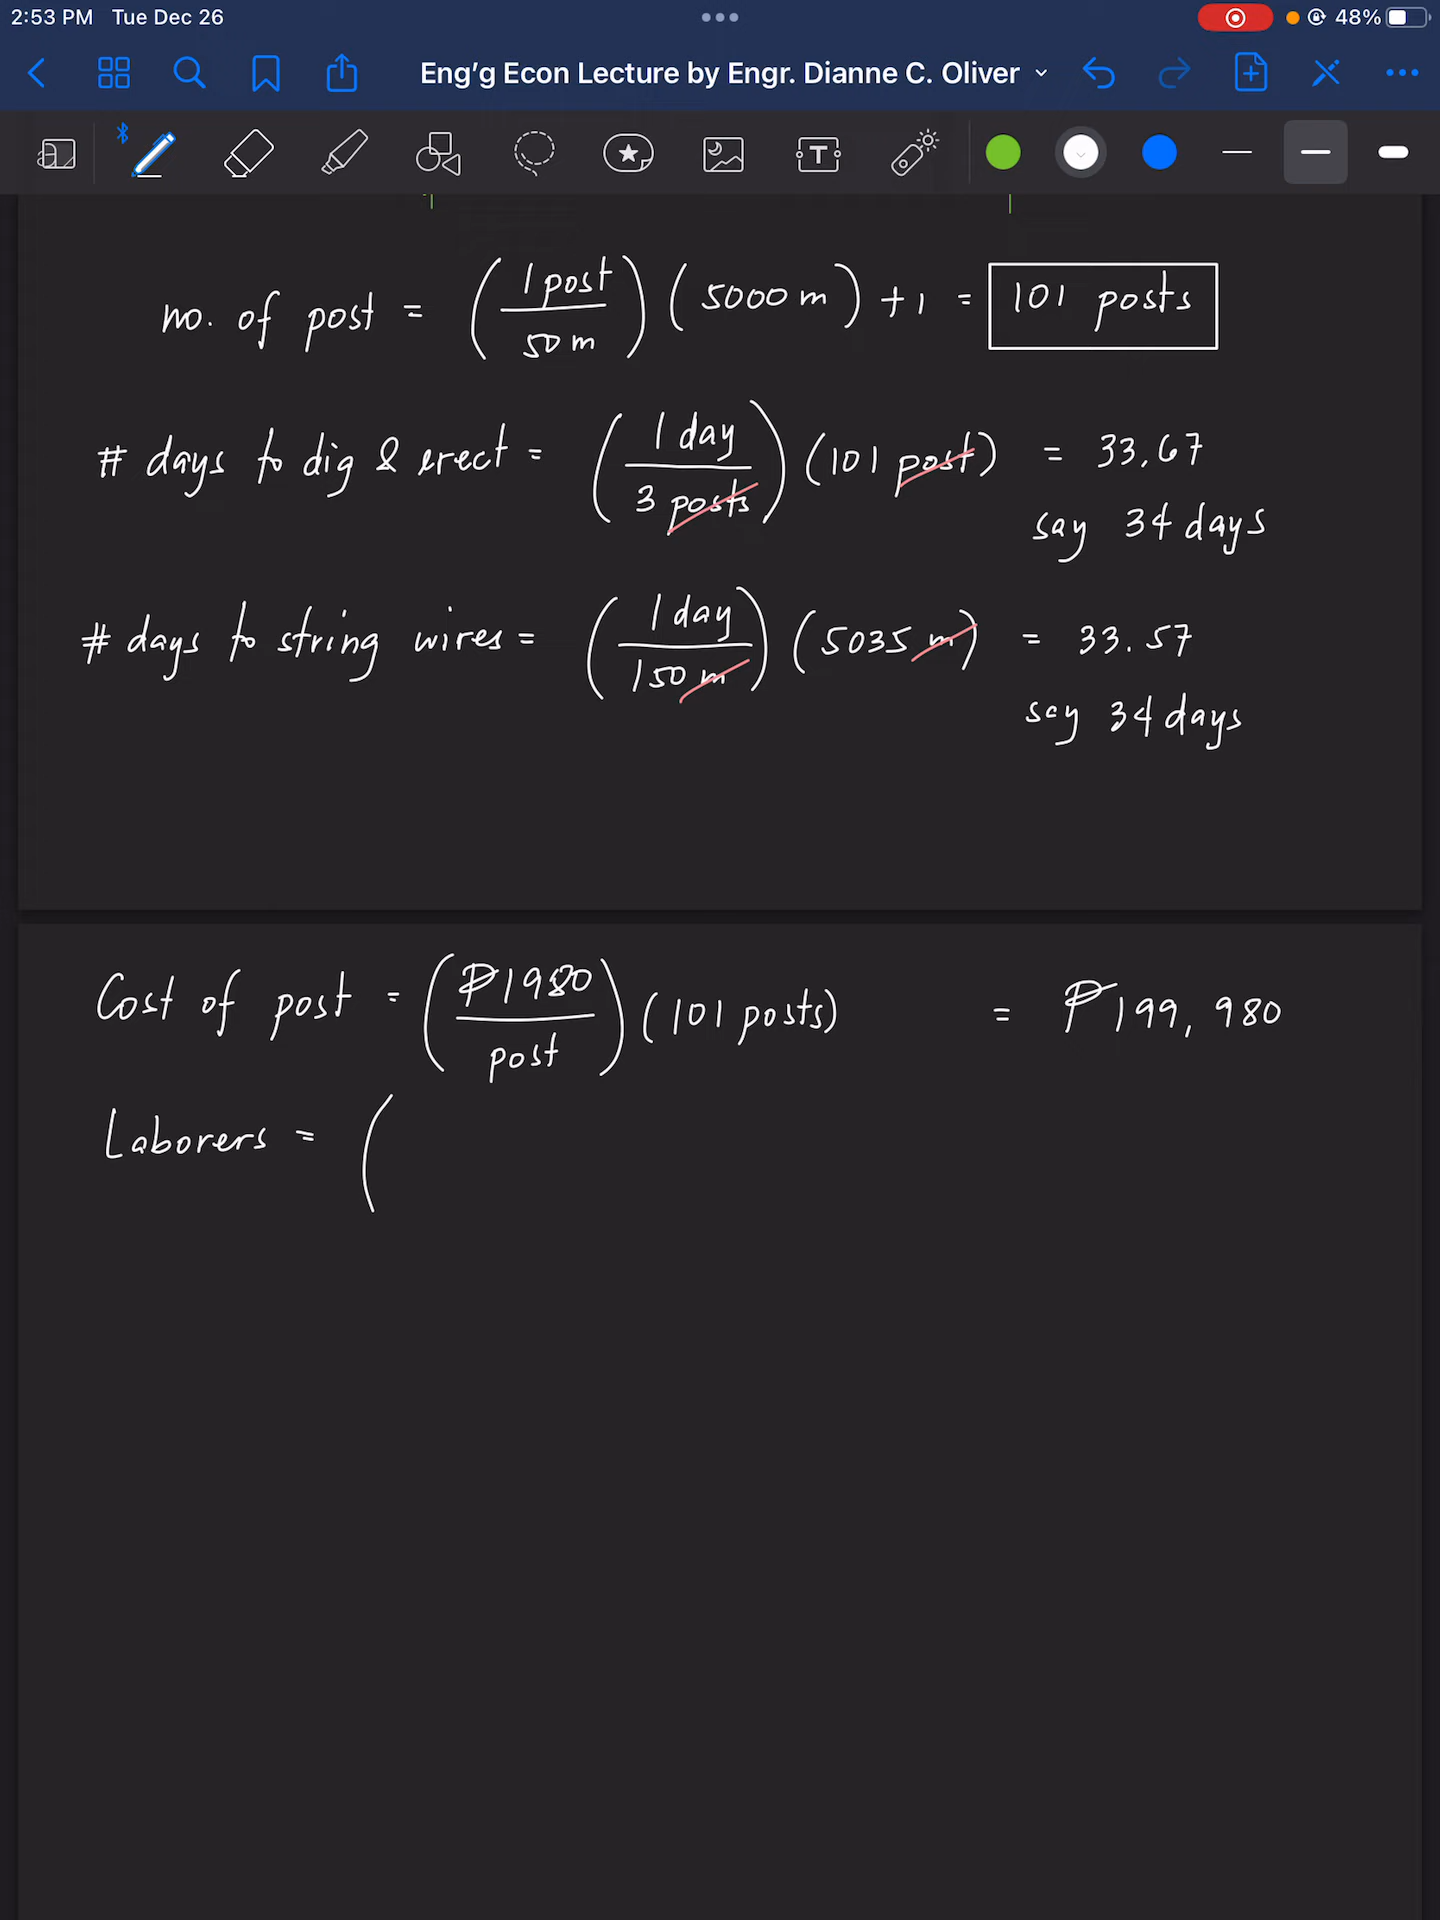 2:53 PM Tue Dec 26 48%
Eng'g Econ Lecture by Engr. Dianne C. Oliver
no. of post = (1 post / 50 m) (5000 m) + 1 = 101 posts
# days to dig & erect = (1 day / 3 posts) (101 post) = 33.67
say 34 days
# days to string wires = (1 day / 150 m) (5035 m) = 33.57
say 34 days
Cost of post = (₱1980 / post) (101 posts) = ₱199,980
Laborers = (